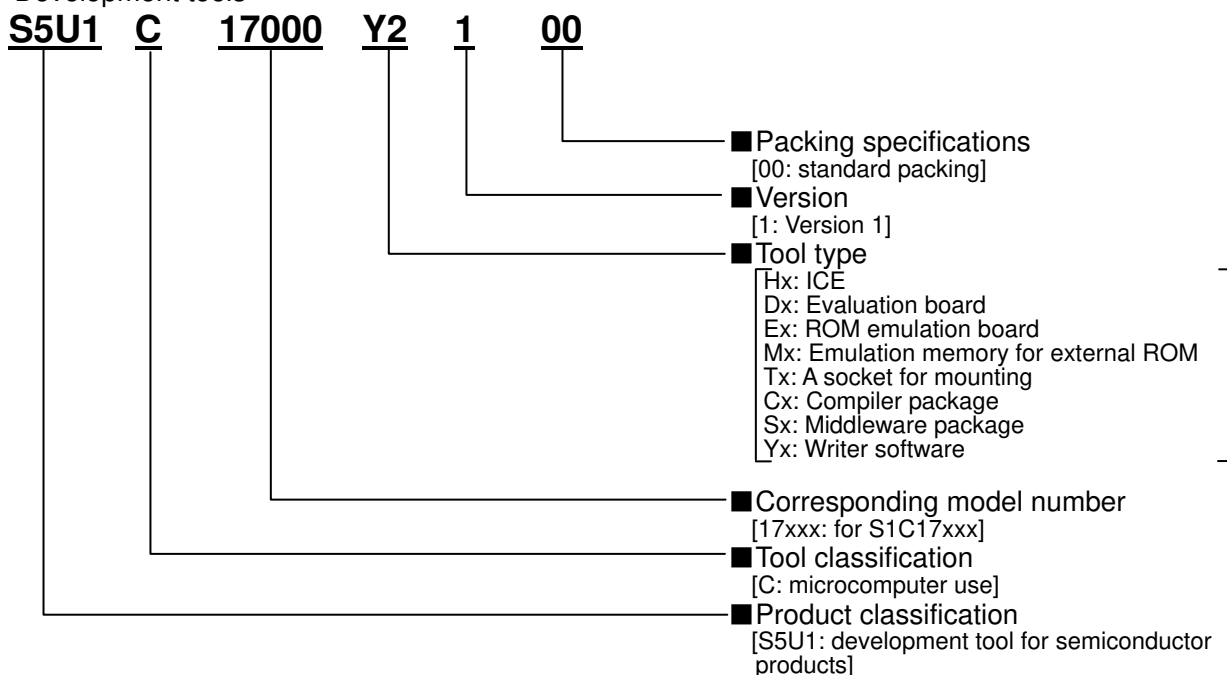 Development tools
S5U1 C 17000 Y2 1 00
■Packing specifications
[00: standard packing]
■Version
[1: Version 1]
■Tool type
Hx: ICE
Dx: Evaluation board
Ex: ROM emulation board
Mx: Emulation memory for external ROM
Tx: A socket for mounting
Cx: Compiler package
Sx: Middleware package
Yx: Writer software
■Corresponding model number
[17xxx: for S1C17xxx]
■Tool classification
[C: microcomputer use]
■Product classification
[S5U1: development tool for semiconductor
products]